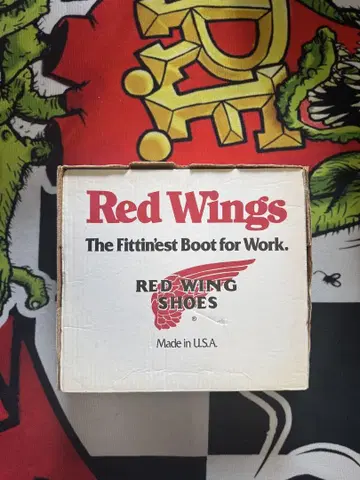 Red Wings
The Fittin'est Boot for Work.
RED WING
SHOES
®
Made in U.S.A.